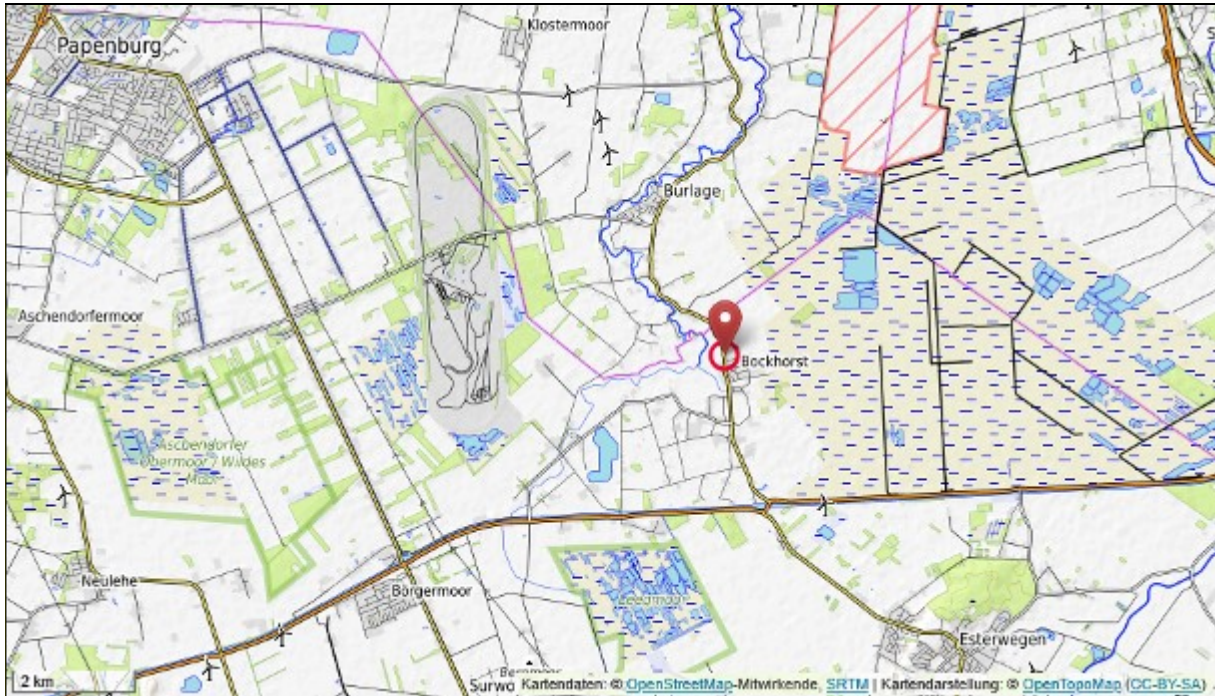 Papenburg
Klostermoor
Burlage
Aschendorfermoor
Bockhorst
Aschendorfer
Obermoor / Wildes
Moor
Neulehe
Börgermoor
Leegmoor
Esterwegen
2 km
Surwo
Kartendaten: © OpenStreetMap-Mitwirkende, SRTM | Kartendarstellung: © OpenTopoMap (CC-BY-SA)